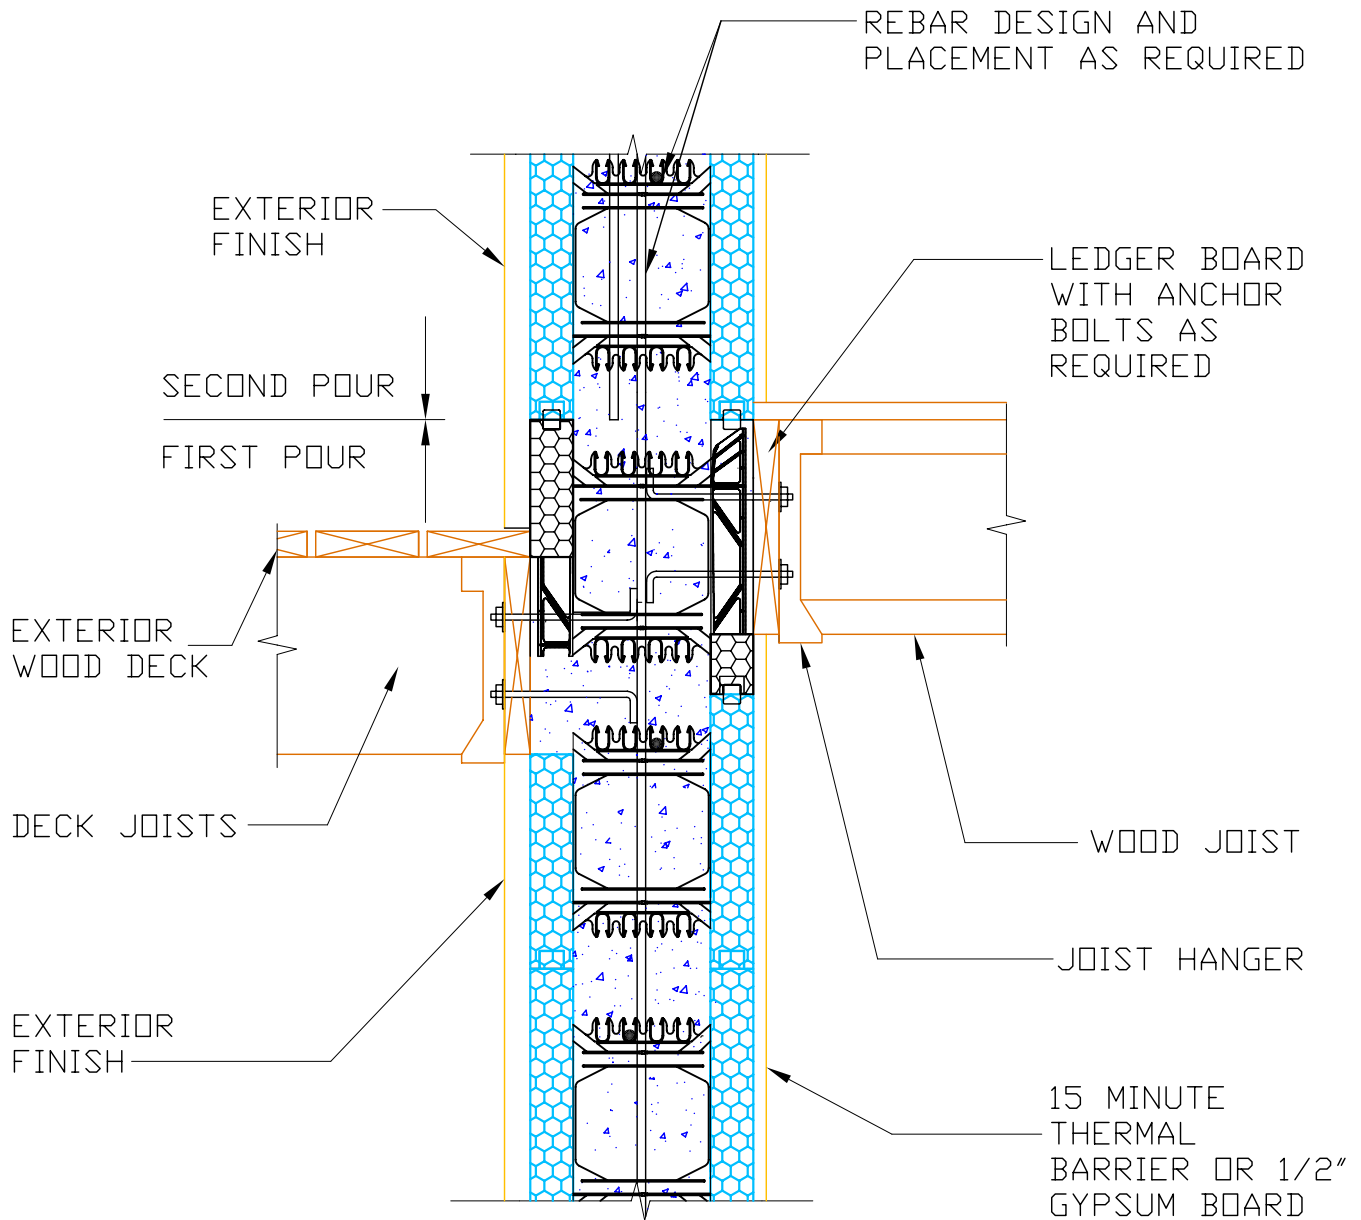 REBAR DESIGN AND
PLACEMENT AS REQUIRED
EXTERIOR
FINISH
LEDGER BOARD
WITH ANCHOR
BOLTS AS
REQUIRED
SECOND POUR
FIRST POUR
EXTERIOR
WOOD DECK
DECK JOISTS
WOOD JOIST
JOIST HANGER
EXTERIOR
FINISH
15 MINUTE
THERMAL
BARRIER OR 1/2"
GYPSUM BOARD